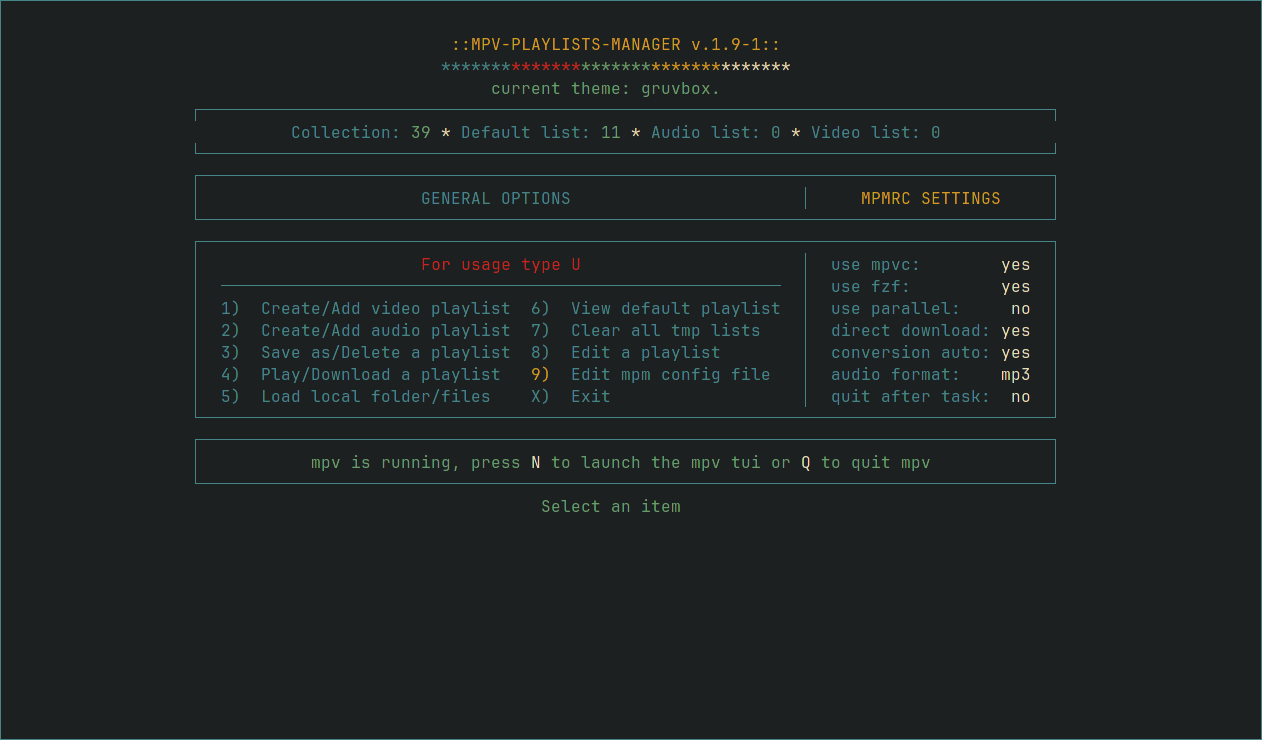 ::MPV-PLAYLISTS-MANAGER v.1.9-1::
***********************************
current theme: gruvbox.
Collection: 39 * Default list: 11 * Audio list: 0 * Video list: 0
GENERAL OPTIONS MPMRC SETTINGS
For usage type U use mpvc: yes
use fzf: yes
1) Create/Add video playlist 6) View default playlist use parallel: no
2) Create/Add audio playlist 7) Clear all tmp lists direct download: yes
3) Save as/Delete a playlist 8) Edit a playlist conversion auto: yes
4) Play/Download a playlist 9) Edit mpm config file audio format: mp3
5) Load local folder/files X) Exit quit after task: no
mpv is running, press N to launch the mpv tui or Q to quit mpv
Select an item